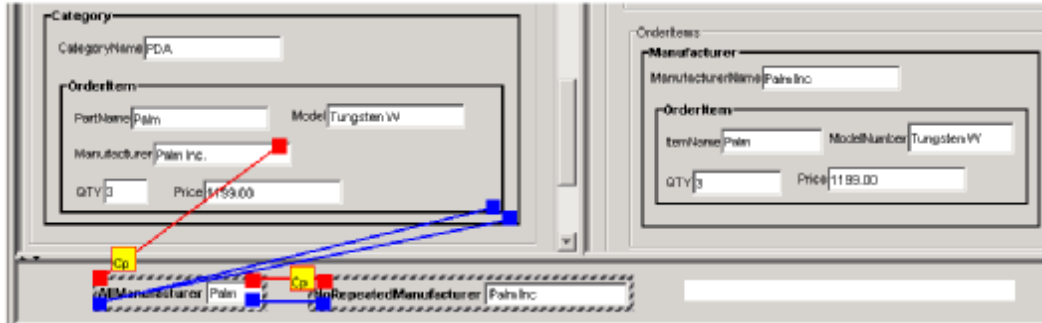 Category
CategoryName PDA
OrderItem
PartName Palm Model Tungsten W
Manufacturer Palm Inc.
QTY 3 Price 1199.00
OrderItems
Manufacturer
ManufacturerName Palm Inc
OrderItem
ItemName Palm ModelNumber Tungsten W
QTY 3 Price 1199.00
Cp
Cp
AllManufacturer Palm NoRepeatedManufacturer Palm Inc